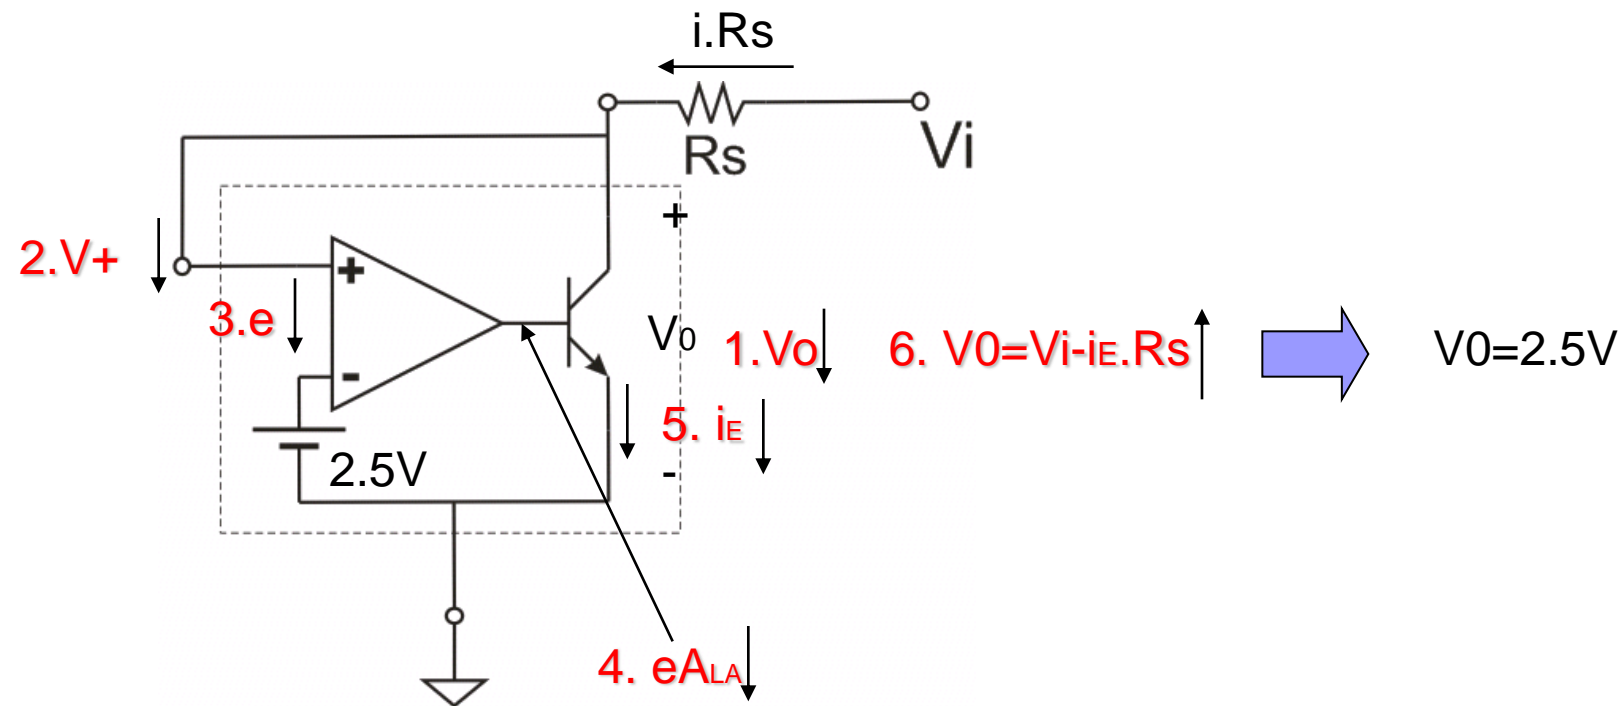 i.Rs
Rs
Vi
+
2.V+
+
3.e
V0
1.Vo
6. V0=Vi-iE.Rs
V0=2.5V
-
5. iE
2.5V
-
4. eALA